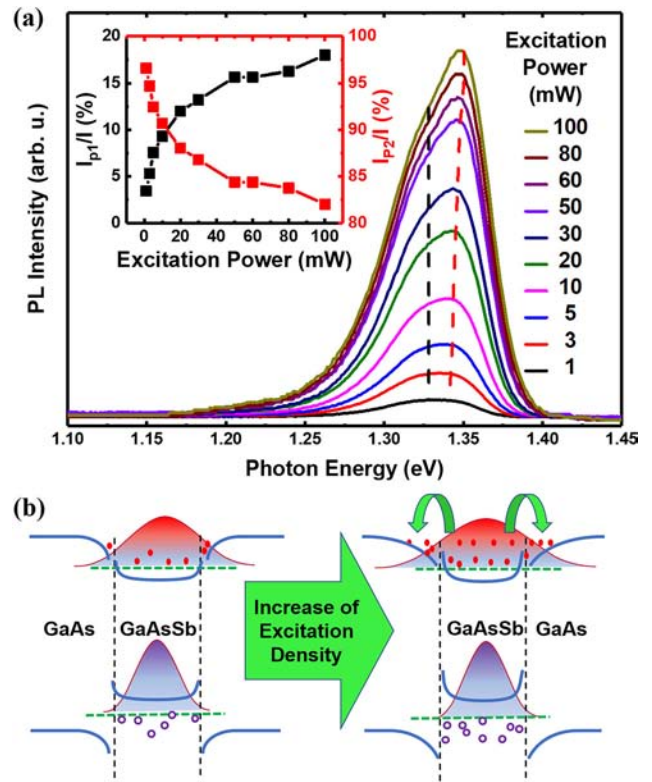 (a)
20
15
10
5
0
I_p1/I (%)
100
95
90
85
80
I_P2/I (%)
0 20 40 60 80 100
Excitation Power (mW)
PL Intensity (arb. u.)
Excitation
Power
(mW)
100
80
60
50
30
20
10
5
3
1
1.10 1.15 1.20 1.25 1.30 1.35 1.40 1.45
Photon Energy (eV)
(b)
GaAs GaAsSb
Increase of
Excitation
Density
GaAsSb GaAs